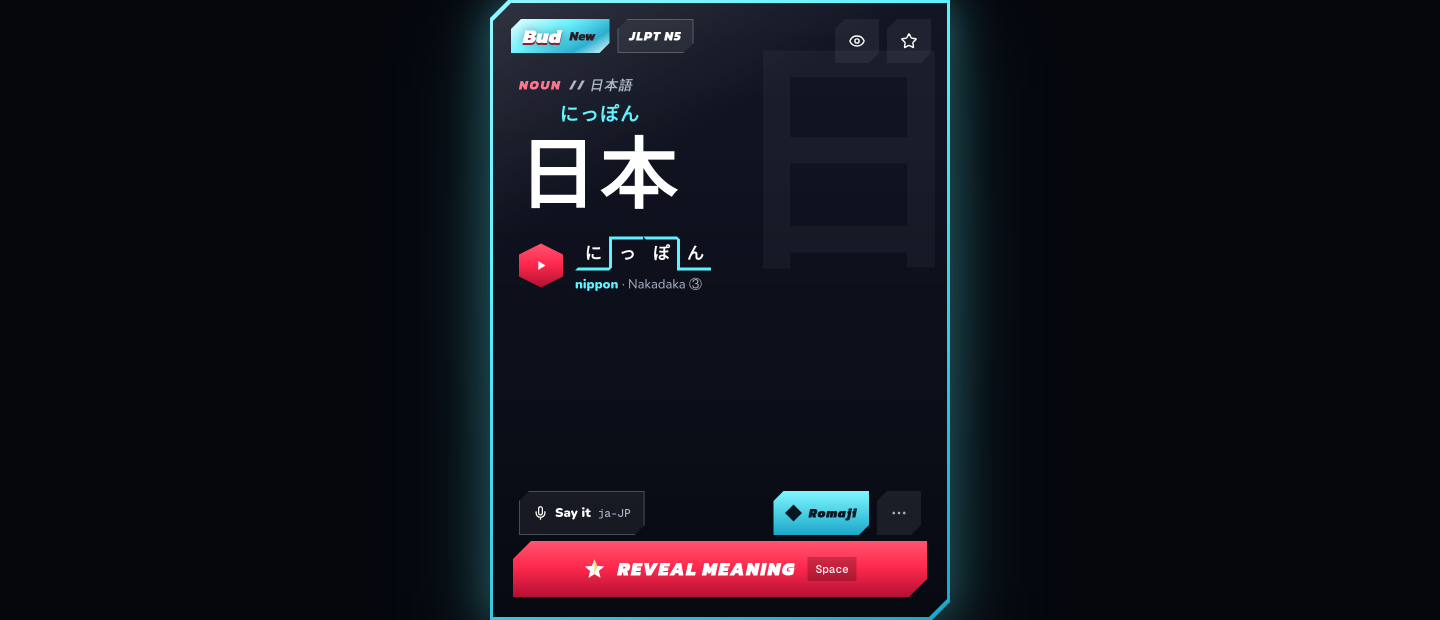 Bud New JLPT N5
NOUN // 日本語
にっぽん
日本
日
にっぽん
nippon · Nakadaka ③
Say it ja-JP
Romaji
REVEAL MEANING Space